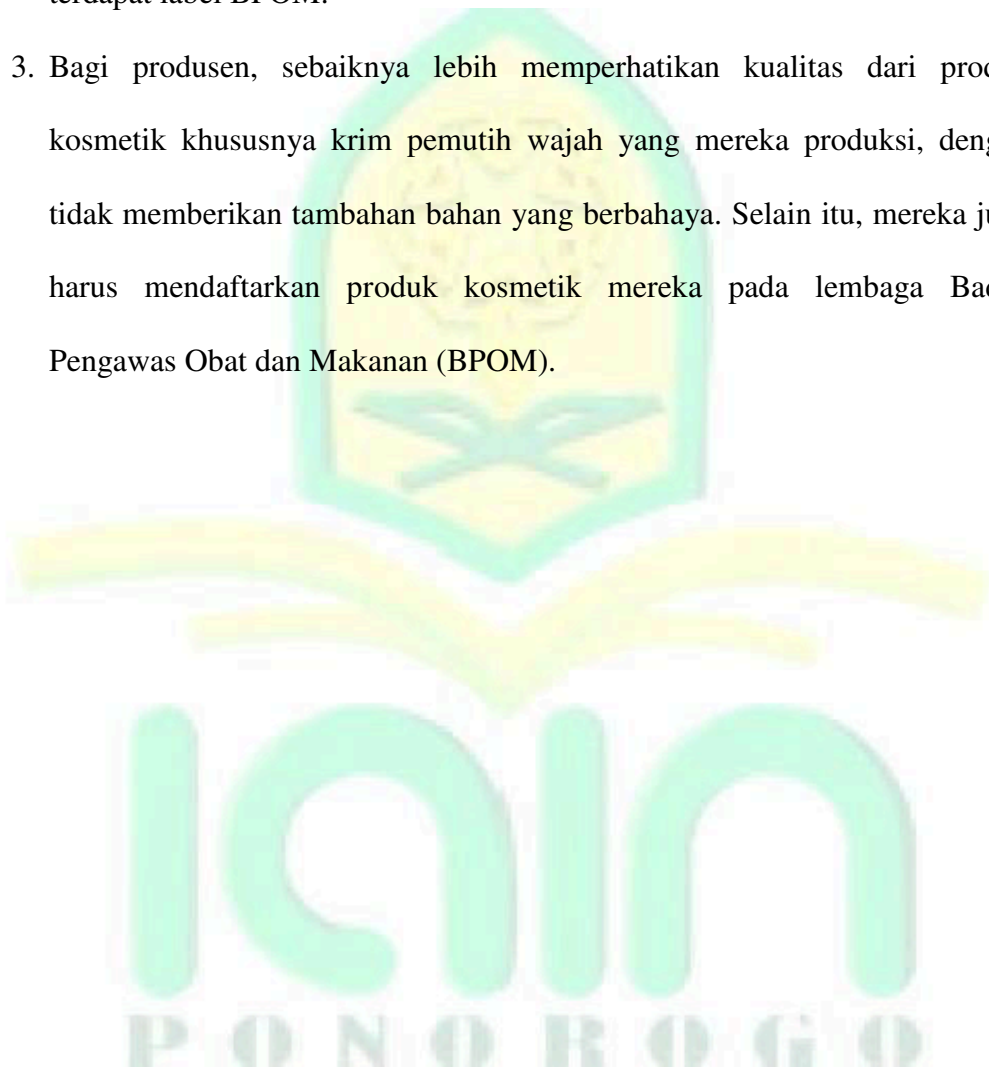 terdapat label BPOM.
3. Bagi produsen, sebaiknya lebih memperhatikan kualitas dari prod
kosmetik khususnya krim pemutih wajah yang mereka produksi, deng
tidak memberikan tambahan bahan yang berbahaya. Selain itu, mereka ju
harus mendaftarkan produk kosmetik mereka pada lembaga Bad
Pengawas Obat dan Makanan (BPOM).
iain
PONOROGO